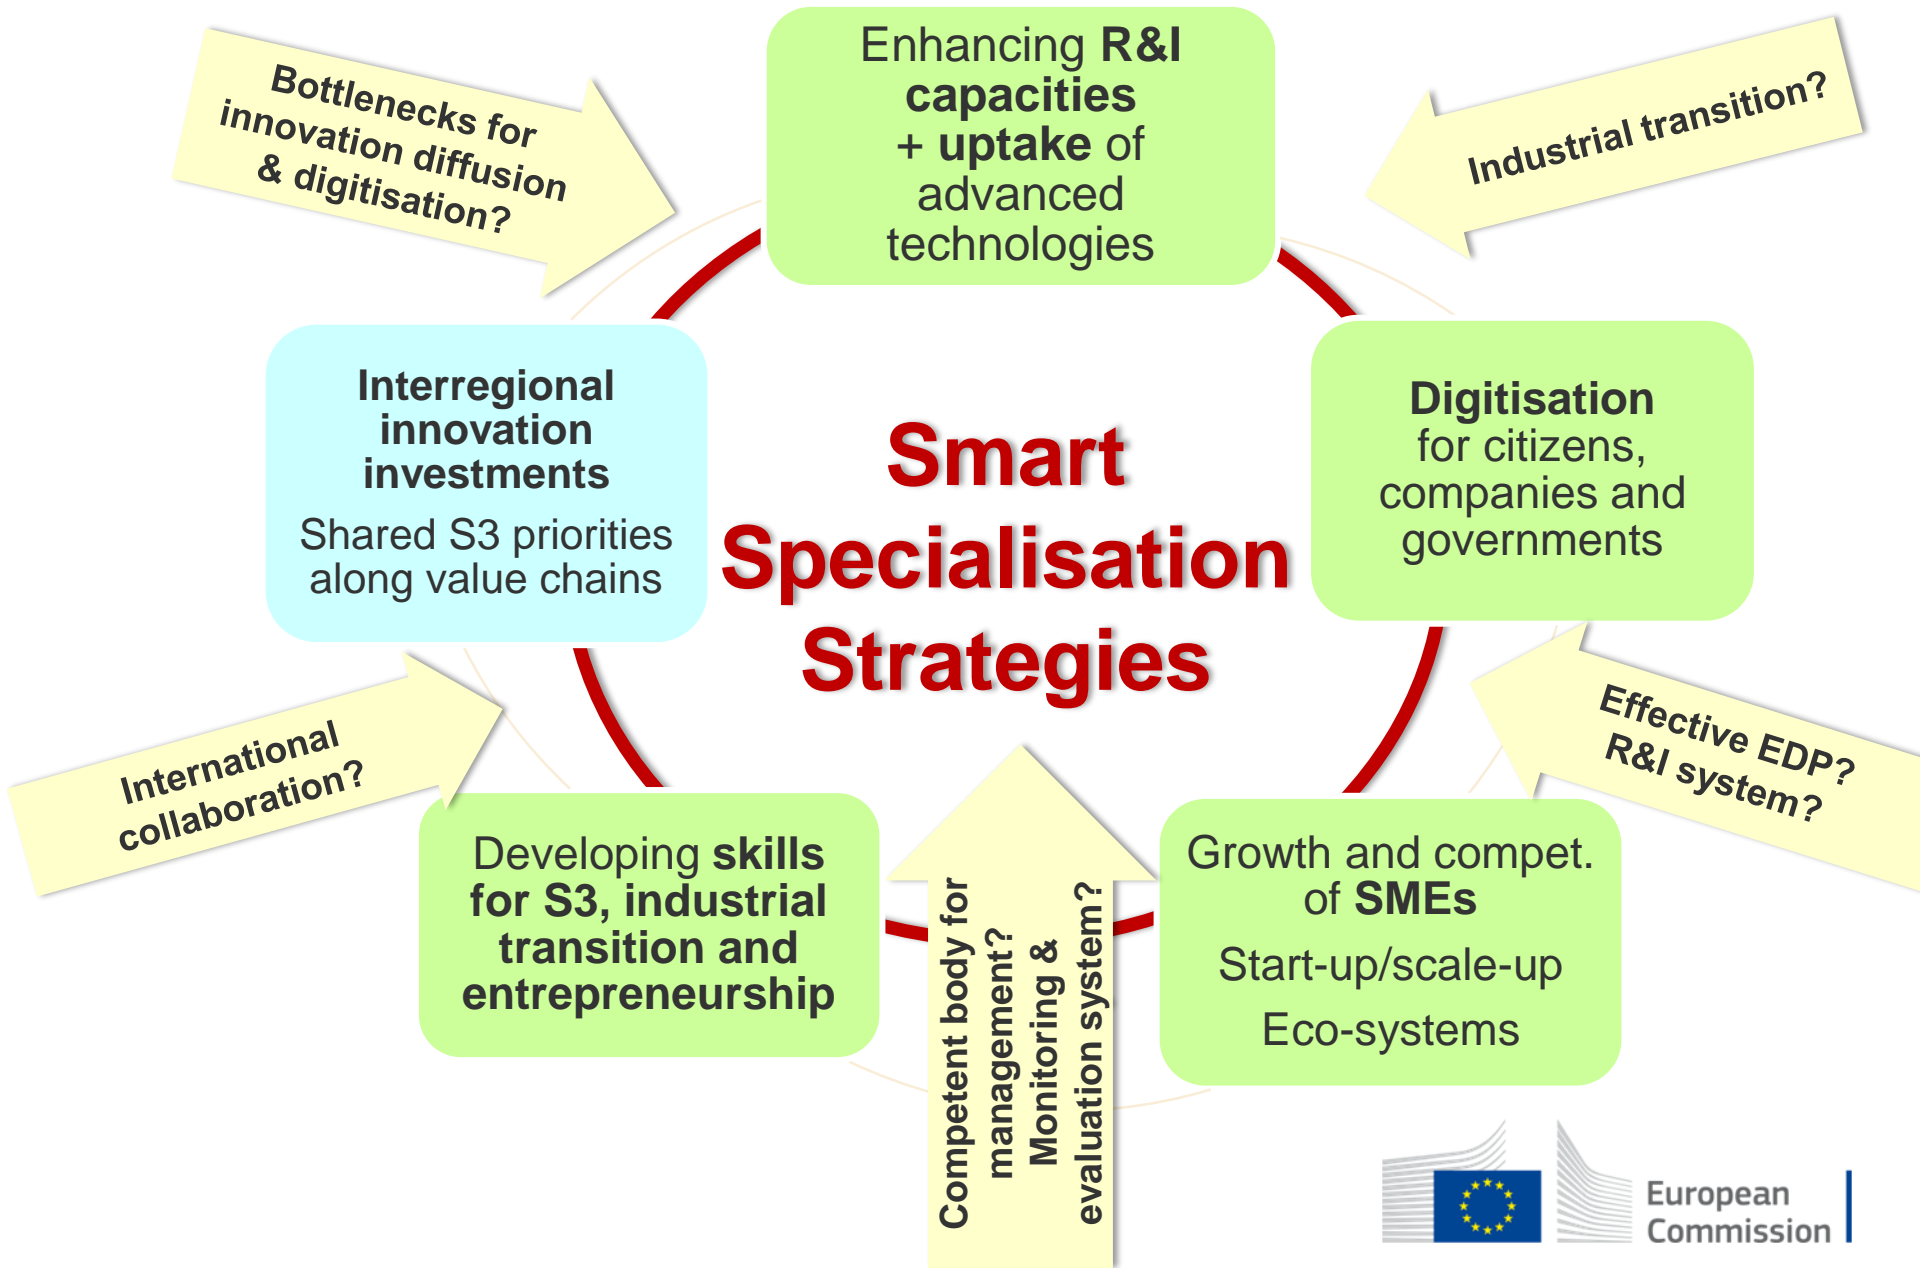 Bottlenecks for
innovation diffusion
& digitisation?
Enhancing R&I
capacities
+ uptake of
advanced
technologies
Industrial transition?
Interregional
innovation
investments
Shared S3 priorities
along value chains
Smart
Specialisation
Strategies
Digitisation
for citizens,
companies and
governments
International
collaboration?
Effective EDP?
R&I system?
Developing skills
for S3, industrial
transition and
entrepreneurship
Competent body for
management?
Monitoring &
evaluation system?
Growth and compet.
of SMEs
Start-up/scale-up
Eco-systems
European
Commission